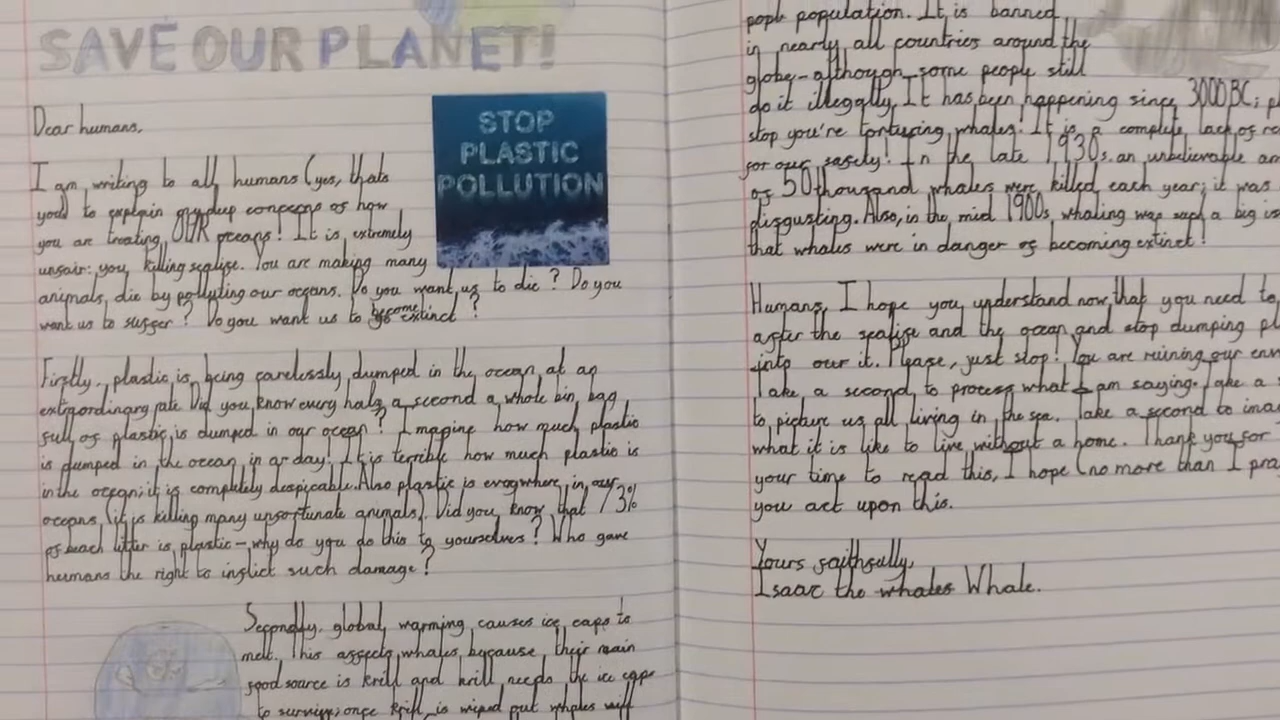 SAVE OUR PLANET!
Dear humans,
STOP
PLASTIC
POLLUTION
I am writing to all humans (yes, thats
you!) to explain my deep concerns of how
you are treating OUR oceans! It is extremely
unfair: you, killing sealife. You are making many
animals, die by polluting our oceans. Do you want us to die? Do you
want us to suffer? Do you want us to become extinct?
Firstly, plastic is being carelessly dumped in the ocean at an
extraordinary rate Did you know every half a second a whole bin bag
full of plastic is dumped in our ocean? Imagine how much plastic
is dumped in the ocean in a day! It is terrible how much plastic is
in the ocean: it is completely despicable. Also plastic is everywhere in our
oceans (it is killing many unfortunate animals). Did you know that 73%
of beach litter is plastic - why do you do this to yourselves? Who gave
humans the right to inflict such damage?
Secondly, global warming causes ice caps to
melt. This affects whales because their main
food source is krill and krill needs the ice caps
to survive; once krill is wiped out whales will
population. It is banned
in nearly all countries around the
globe - although some people still
do it illegally. It has been happening since 3000BC;
stop you're torturing whales! It is a complete lack of
for our safety! In the late 1930s an unbelievable
of 50 thousand whales were killed each year; it was
disgusting. Also, in the mid 1900s, whaling was such a big
that whales were in danger of becoming extinct!
Humans, I hope you understand now that you need to
after the sealife and the ocean and stop dumping
into our it. Please, just stop! You are ruining our
Take a second to process what I am saying. Take a
to picture us all living in the sea. Take a second to
what it is like to live without a home. Thank you for
your time to read this, I hope (no more than I
you act upon this.
Yours faithfully,
Isaac the whales Whale.